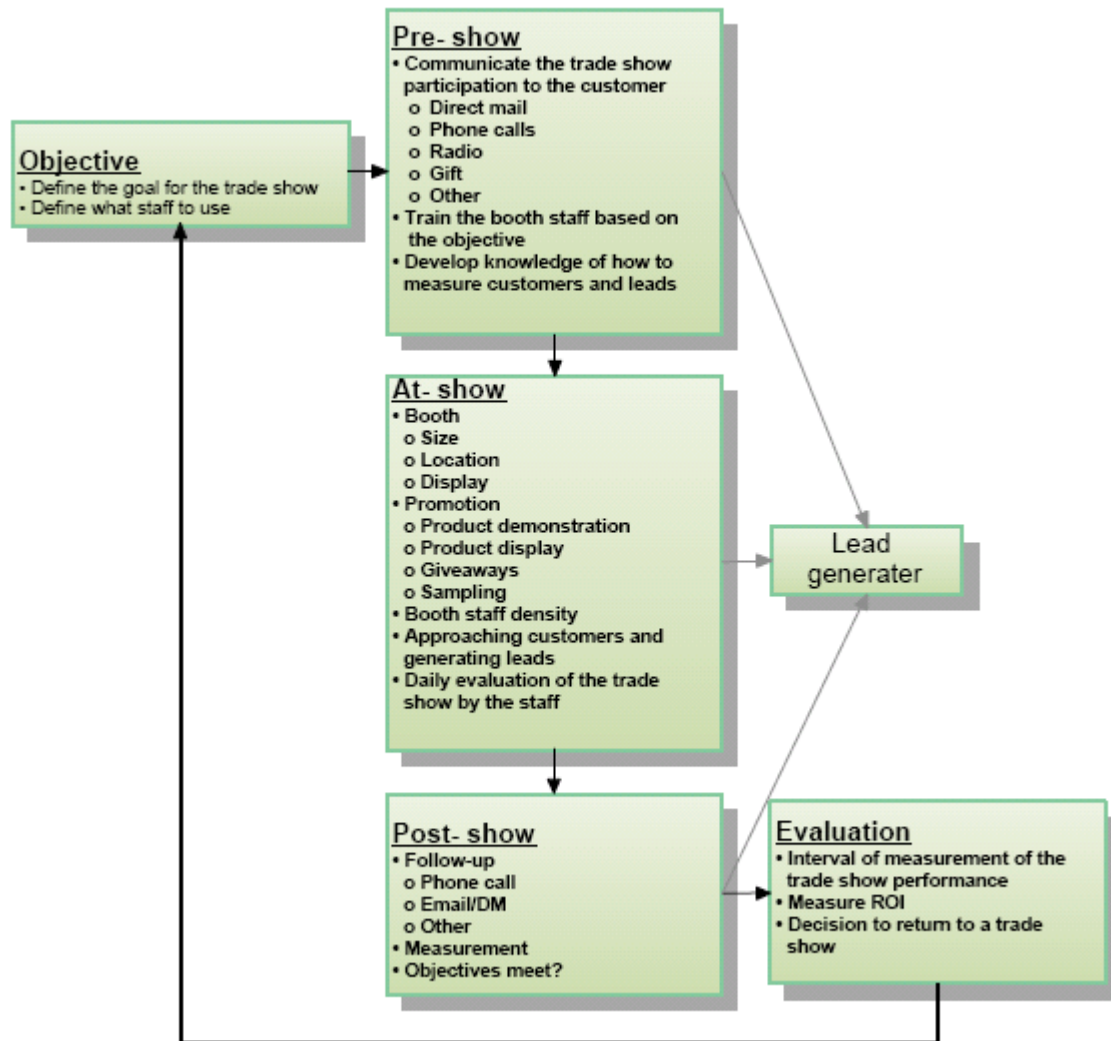 Objective
• Define the goal for the trade show
• Define what staff to use
Pre- show
• Communicate the trade show
participation to the customer
o Direct mail
o Phone calls
o Radio
o Gift
o Other
• Train the booth staff based on
the objective
• Develop knowledge of how to
measure customers and leads
At- show
• Booth
o Size
o Location
o Display
• Promotion
o Product demonstration
o Product display
o Giveaways
o Sampling
• Booth staff density
• Approaching customers and
generating leads
• Daily evaluation of the trade
show by the staff
Lead
generater
Post- show
• Follow-up
o Phone call
o Email/DM
o Other
• Measurement
• Objectives meet?
Evaluation
• Interval of measurement of the
trade show performance
• Measure ROI
• Decision to return to a trade
show